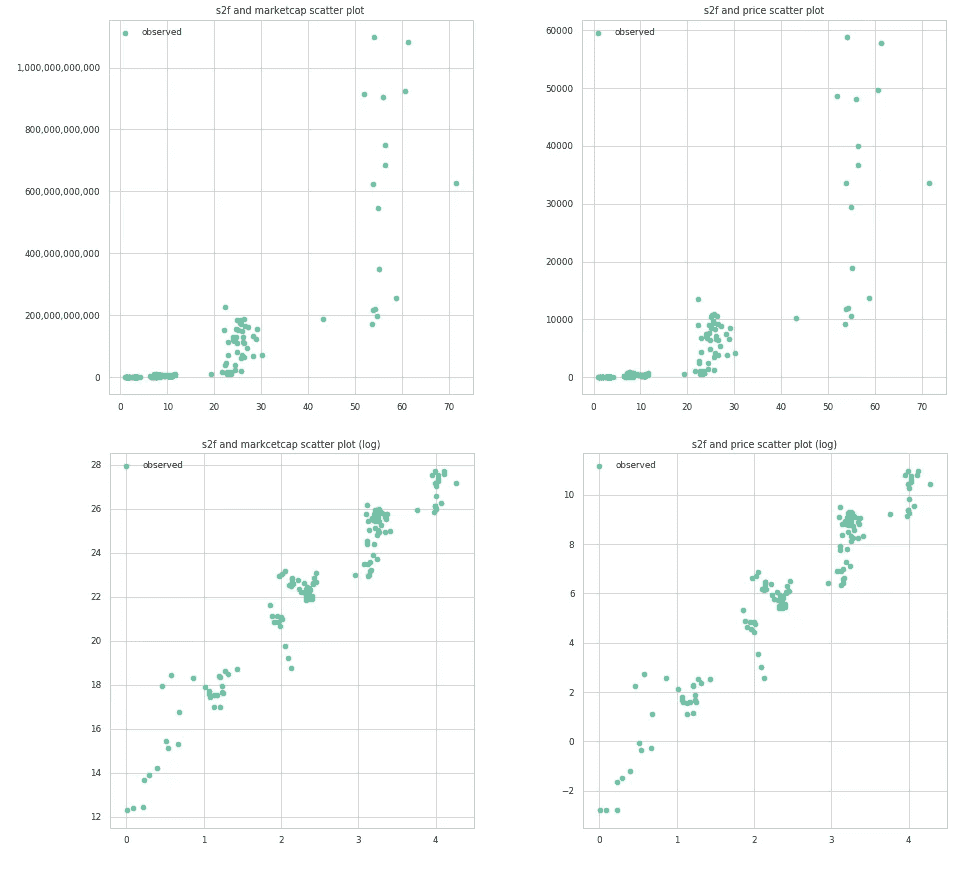 s2f and marketcap scatter plot
observed
1,000,000,000,000
800,000,000,000
600,000,000,000
400,000,000,000
200,000,000,000
0
0 10 20 30 40 50 60 70
s2f and price scatter plot
observed
60000
50000
40000
30000
20000
10000
0
0 10 20 30 40 50 60 70
s2f and markcetcap scatter plot (log)
observed
28
26
24
22
20
18
16
14
12
0 1 2 3 4
s2f and price scatter plot (log)
observed
10
8
6
4
2
0
−2
0 1 2 3 4